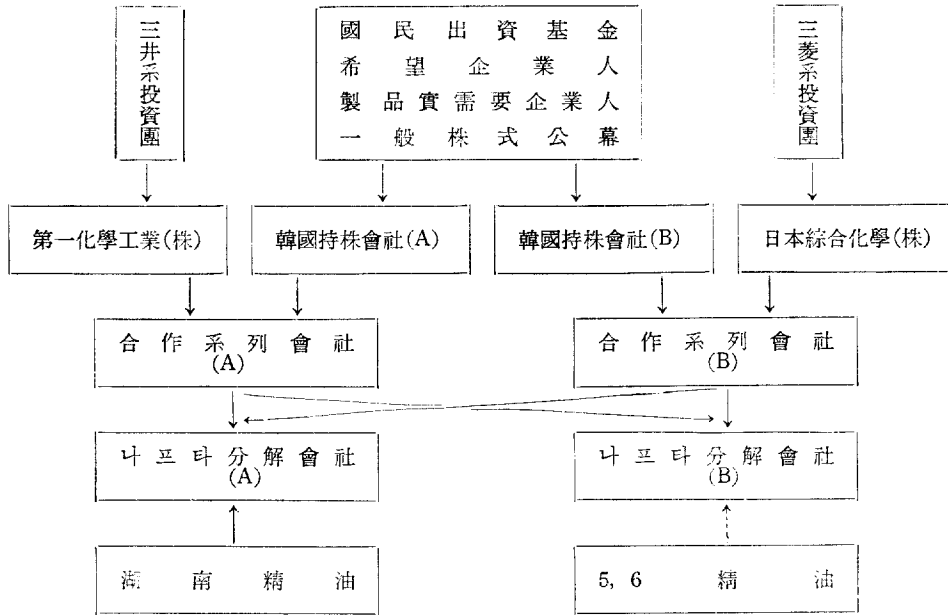 三井系投資團
國民出資基金
希望企業人
製品實需要企業人
一般株式公募
三菱系投資團
第一化學工業(株)
韓國持株會社(A)
韓國持株會社(B)
日本綜合化學(株)
合作系列會社
(A)
合作系列會社
(B)
나프타分解會社
(A)
나프타分解會社
(B)
湖南精油
5, 6 精油